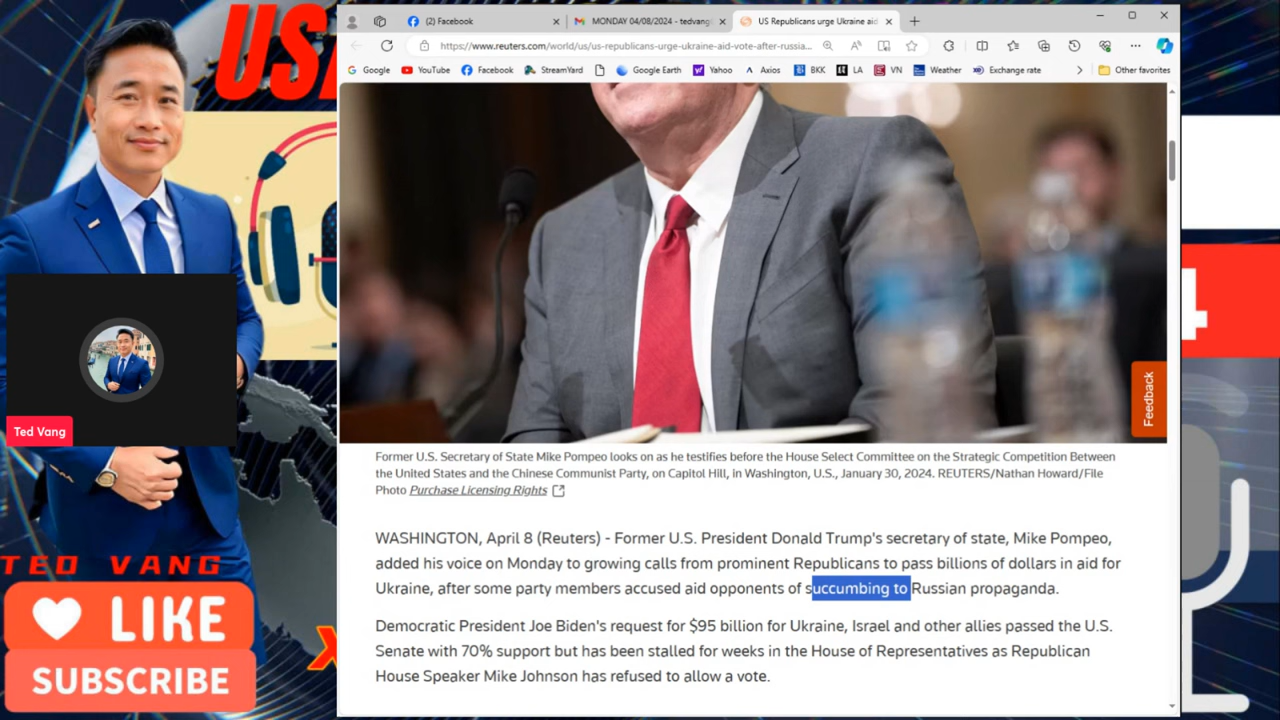 US
(2) Facebook
MONDAY 04/08/2024 - tedvang
US Republicans urge Ukraine aid
https://www.reuters.com/world/us/us-republicans-urge-ukraine-aid-vote-after-russia...
Google YouTube Facebook StreamYard Google Earth Yahoo Axios BKK LA VN Weather Exchange rate Other favorites
Feedback
Ted Vang
Former U.S. Secretary of State Mike Pompeo looks on as he testifies before the House Select Committee on the Strategic Competition Between
the United States and the Chinese Communist Party, on Capitol Hill, in Washington, U.S., January 30, 2024. REUTERS/Nathan Howard/File
Photo Purchase Licensing Rights
WASHINGTON, April 8 (Reuters) - Former U.S. President Donald Trump's secretary of state, Mike Pompeo,
added his voice on Monday to growing calls from prominent Republicans to pass billions of dollars in aid for
Ukraine, after some party members accused aid opponents of succumbing to Russian propaganda.
Democratic President Joe Biden's request for $95 billion for Ukraine, Israel and other allies passed the U.S.
Senate with 70% support but has been stalled for weeks in the House of Representatives as Republican
House Speaker Mike Johnson has refused to allow a vote.
TED VANG
LIKE
SUBSCRIBE
X
4